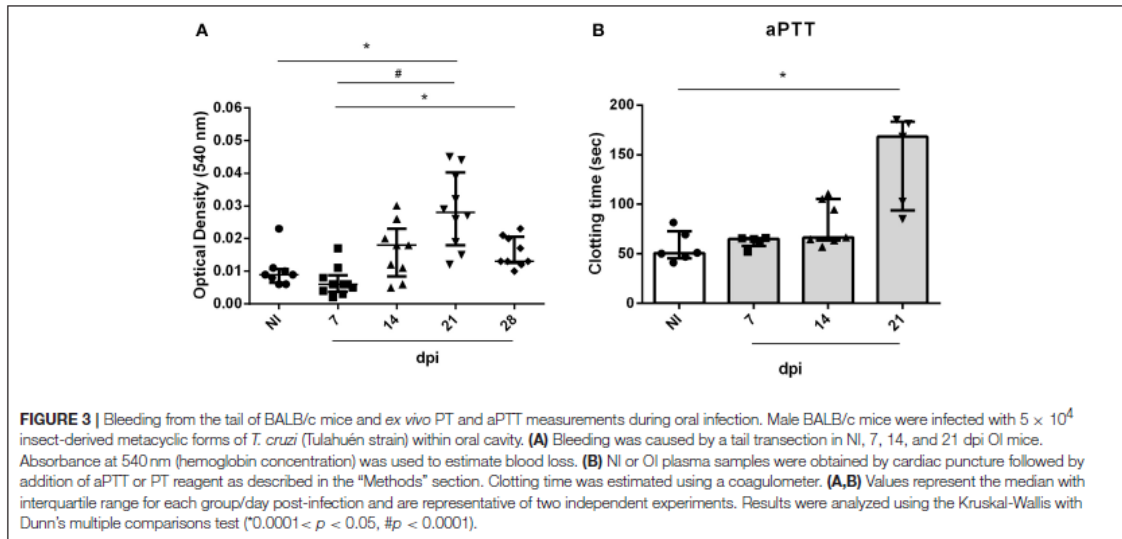 A
B
aPTT
*
#
*
*
Optical Density (540 nm)
0.06
0.05
0.04
0.03
0.02
0.01
0.00
NI
7
14
21
28
dpi
Clotting time (sec)
200
150
100
50
0
NI
7
14
21
dpi
FIGURE 3 | Bleeding from the tail of BALB/c mice and ex vivo PT and aPTT measurements during oral infection. Male BALB/c mice were infected with 5 × 10⁴
insect-derived metacyclic forms of T. cruzi (Tulahuén strain) within oral cavity. (A) Bleeding was caused by a tail transection in NI, 7, 14, and 21 dpi OI mice.
Absorbance at 540 nm (hemoglobin concentration) was used to estimate blood loss. (B) NI or OI plasma samples were obtained by cardiac puncture followed by
addition of aPTT or PT reagent as described in the “Methods” section. Clotting time was estimated using a coagulometer. (A,B) Values represent the median with
interquartile range for each group/day post-infection and are representative of two independent experiments. Results were analyzed using the Kruskal-Wallis with
Dunn’s multiple comparisons test (*0.0001< p < 0.05, #p < 0.0001).